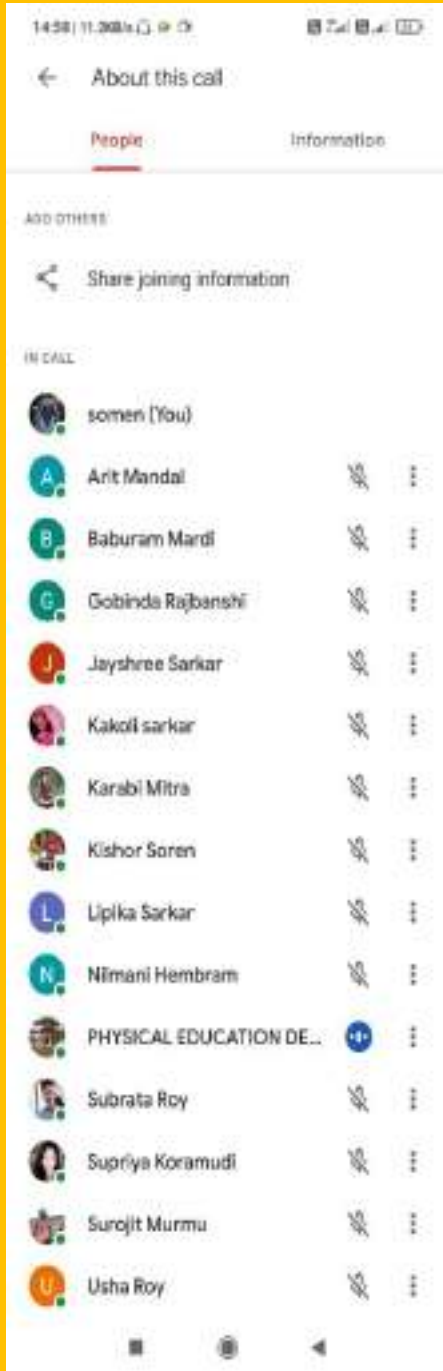 14:58 |
About this call
People Information
ADD OTHERS
Share joining information
IN CALL
somen (You)
A Arit Mandal
B Baburam Mardi
G Gobinda Rajbanshi
J Jayshree Sarkar
Kakoli sarkar
Karabi Mitra
Kishor Soren
L Lipika Sarkar
N Nilmani Hembram
PHYSICAL EDUCATION DE...
Subrata Roy
Supriya Koramudi
Surojit Murmu
U Usha Roy